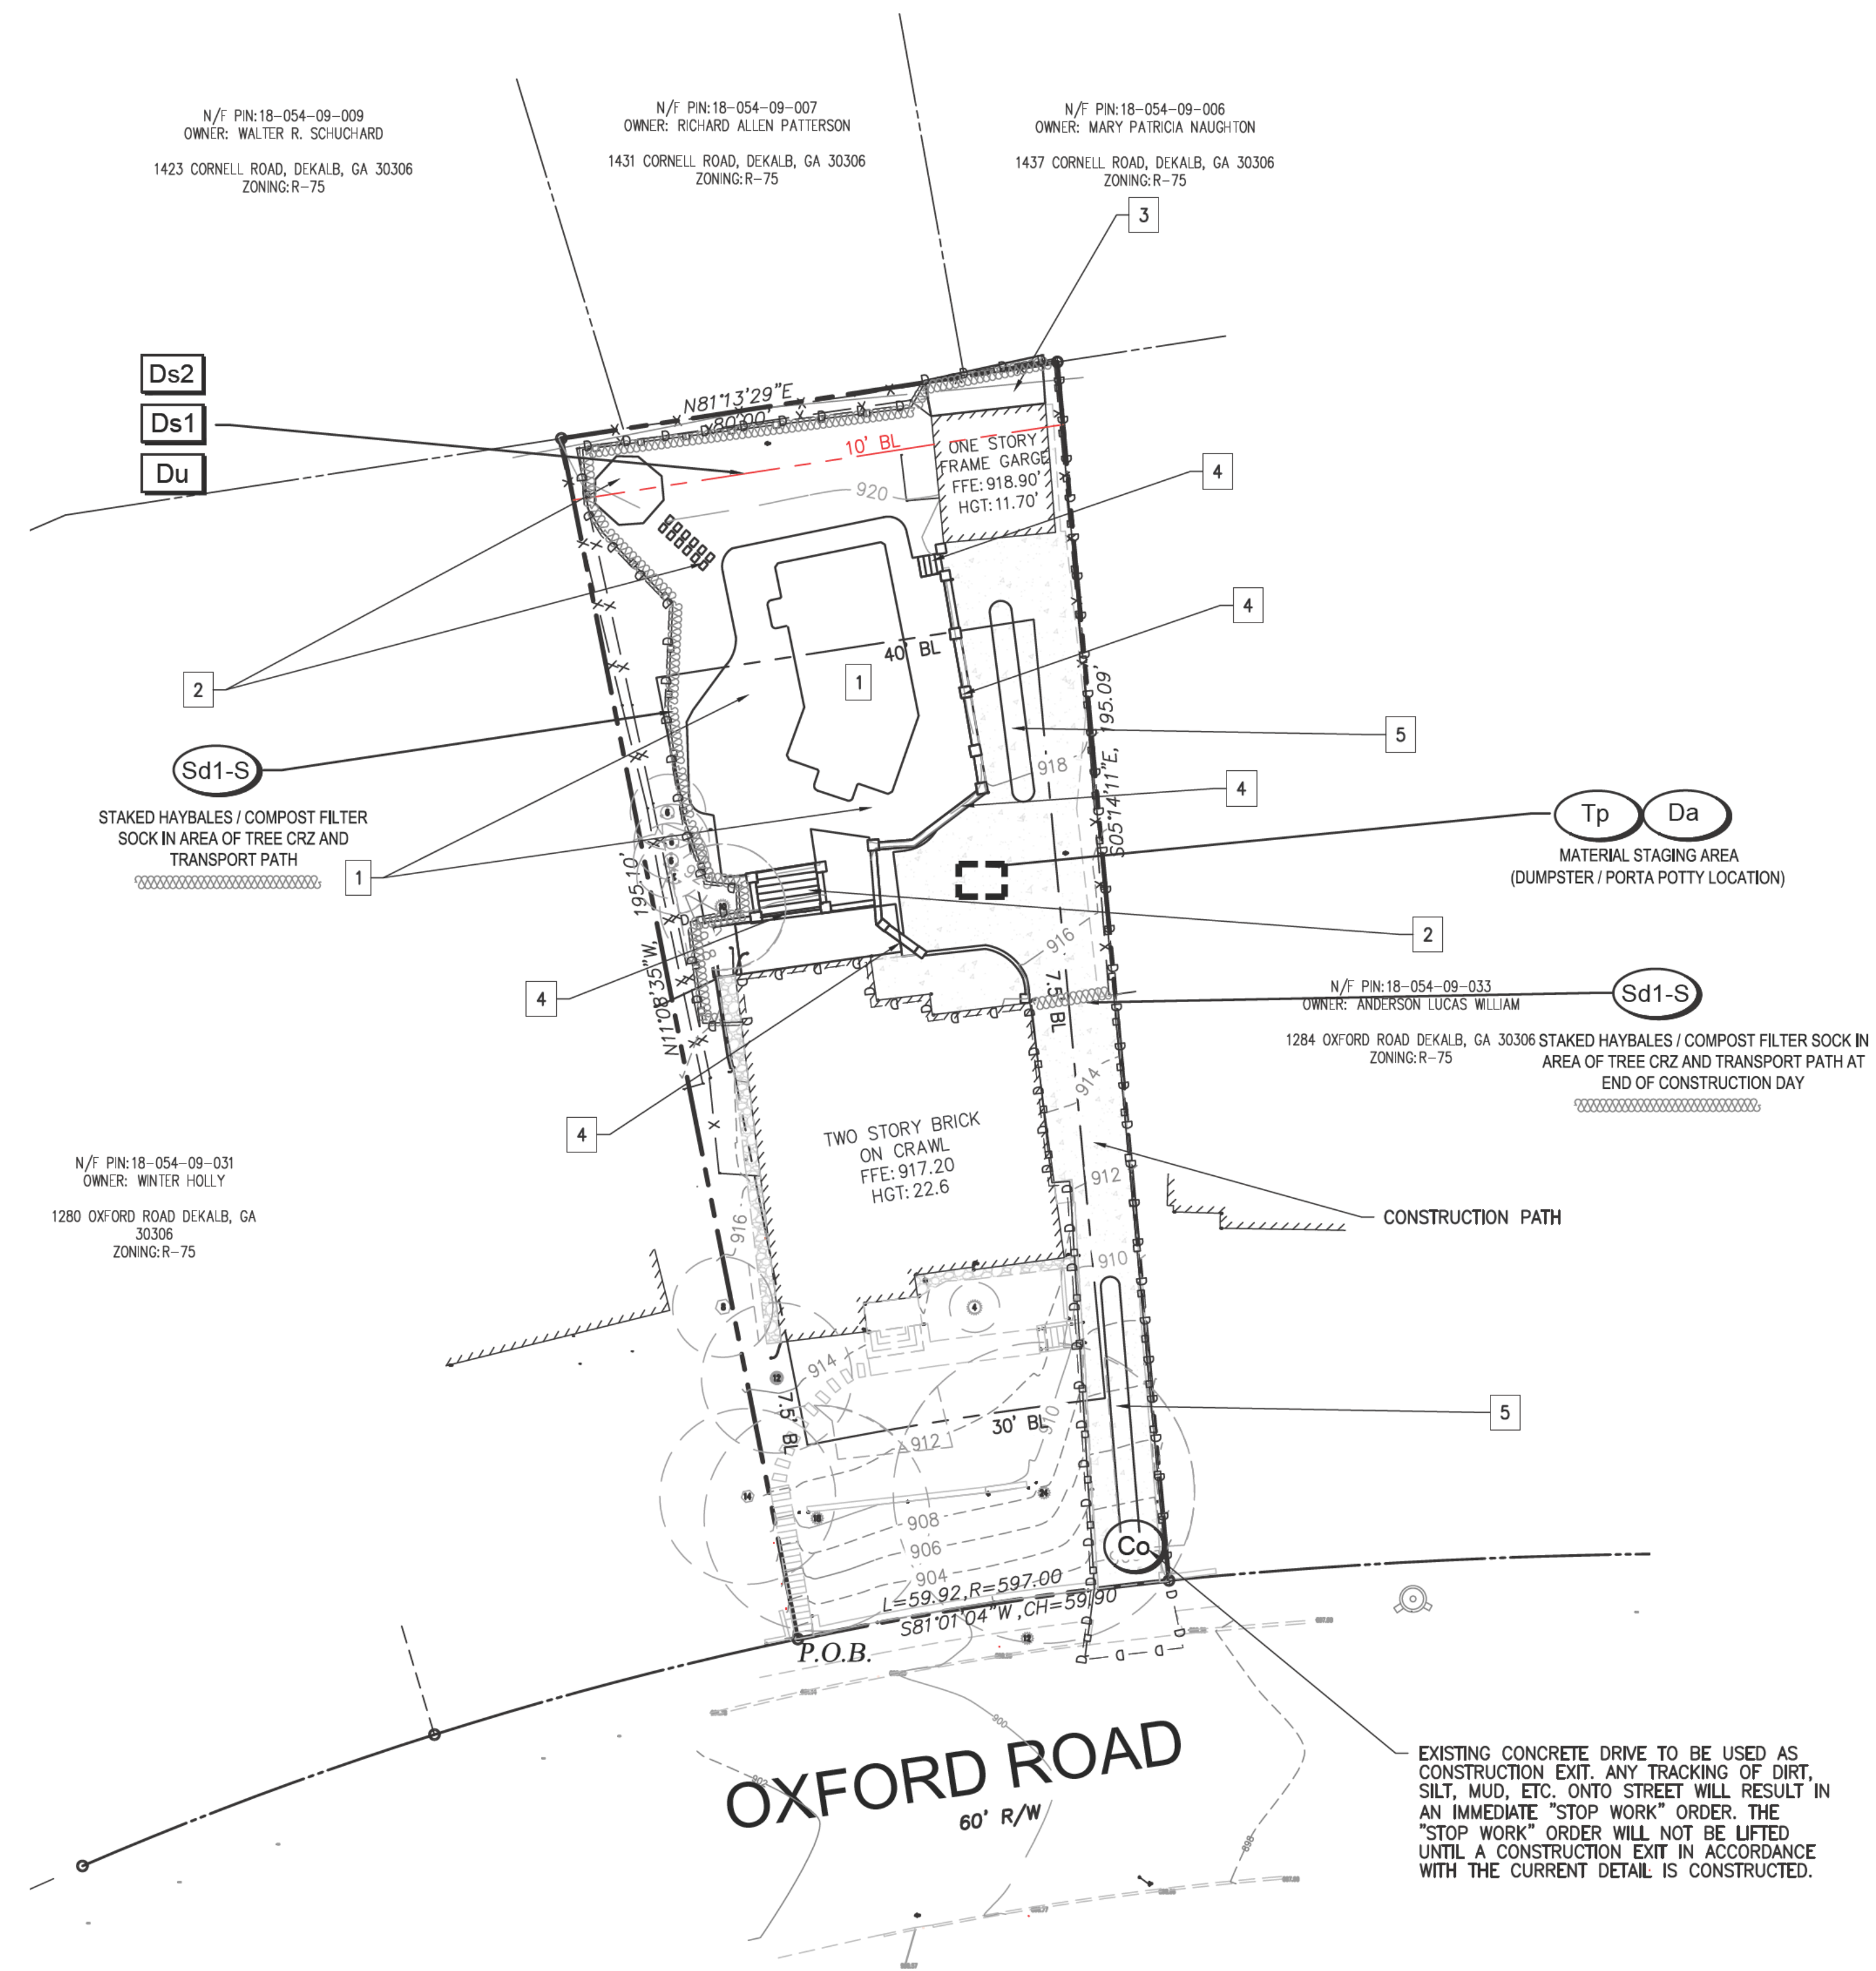 N/F PIN:18-054-09-009
OWNER: WALTER R. SCHUCHARD
1423 CORNELL ROAD, DEKALB, GA 30306
ZONING:R-75
N/F PIN:18-054-09-007
OWNER: RICHARD ALLEN PATTERSON
1431 CORNELL ROAD, DEKALB, GA 30306
ZONING:R-75
N/F PIN:18-054-09-006
OWNER: MARY PATRICIA NAUGHTON
1437 CORNELL ROAD, DEKALB, GA 30306
ZONING:R-75
3
Ds2
Ds1
Du
N81°13'29"E
80.00'
10' BL
ONE STORY
FRAME GARGE
FFE:918.90'
HGT:11.70'
920
4
4
40' BL
1
2
195.09'
S05°14'11"E,
5
918
4
Sd1-S
STAKED HAYBALES / COMPOST FILTER
SOCK IN AREA OF TREE CRZ AND
TRANSPORT PATH
1
Tp
Da
MATERIAL STAGING AREA
(DUMPSTER / PORTA POTTY LOCATION)
195.10'
N11°08'35"W,
10
916
2
4
7.5' BL
N/F PIN:18-054-09-033
OWNER: ANDERSON LUCAS WILLIAM
1284 OXFORD ROAD DEKALB, GA 30306
ZONING:R-75
Sd1-S
STAKED HAYBALES / COMPOST FILTER SOCK IN
AREA OF TREE CRZ AND TRANSPORT PATH AT
END OF CONSTRUCTION DAY
914
4
TWO STORY BRICK
ON CRAWL
FFE:917.20
HGT:22.6
N/F PIN:18-054-09-031
OWNER: WINTER HOLLY
1280 OXFORD ROAD DEKALB, GA
30306
ZONING:R-75
912
916
CONSTRUCTION PATH
910
8
4
914
12
7.5' BL
30' BL
910
912
5
14
18
24
908
906
904
Co
L=59.92,R=597.00
S81°01'04"W,CH=59.90
P.O.B.
12
900
902
898
OXFORD ROAD
60' R/W
EXISTING CONCRETE DRIVE TO BE USED AS
CONSTRUCTION EXIT. ANY TRACKING OF DIRT,
SILT, MUD, ETC. ONTO STREET WILL RESULT IN
AN IMMEDIATE "STOP WORK" ORDER. THE
"STOP WORK" ORDER WILL NOT BE LIFTED
UNTIL A CONSTRUCTION EXIT IN ACCORDANCE
WITH THE CURRENT DETAIL IS CONSTRUCTED.